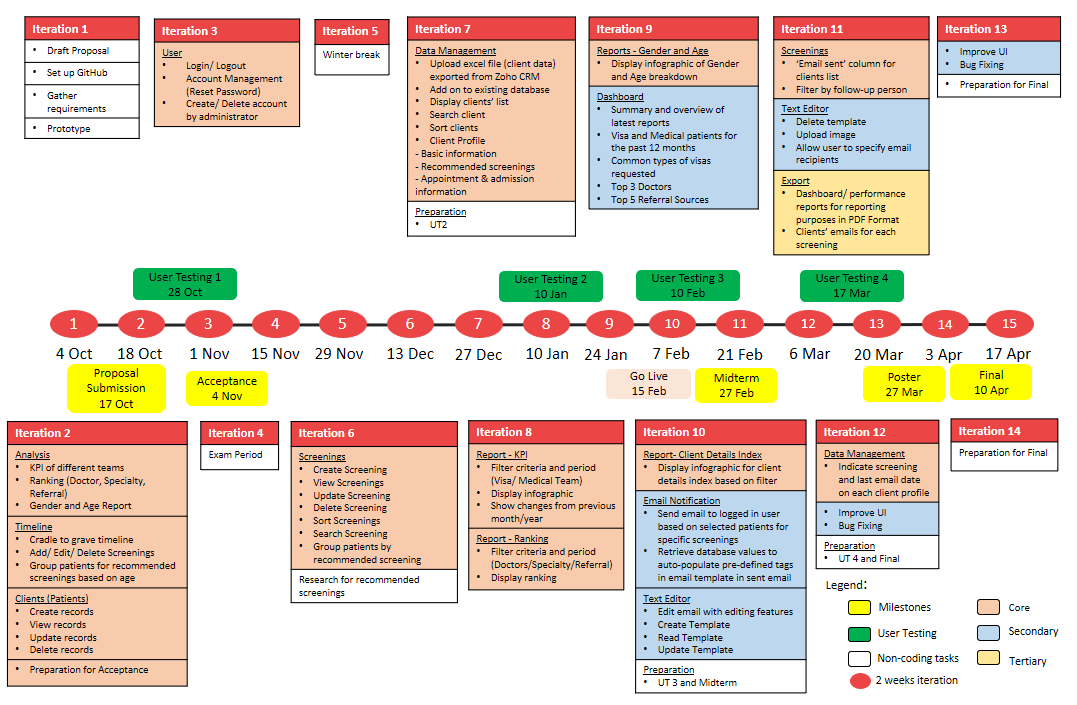 Iteration 1
• Draft Proposal
• Set up GitHub
• Gather
requirements
• Prototype
Iteration 3
User
• Login/ Logout
• Account Management
(Reset Password)
• Create/ Delete account
by administrator
Iteration 5
Winter break
Iteration 7
Data Management
• Upload excel file (client data)
exported from Zoho CRM
• Add on to existing database
• Display clients’ list
• Search client
• Sort clients
• Client Profile
- Basic information
- Recommended screenings
- Appointment & admission
information
Preparation
• UT2
Iteration 9
Reports - Gender and Age
• Display infographic of Gender
and Age breakdown
Dashboard
• Summary and overview of
latest reports
• Visa and Medical patients for
the past 12 months
• Common types of visas
requested
• Top 3 Doctors
• Top 5 Referral Sources
Iteration 11
Screenings
• ‘Email sent’ column for
clients list
• Filter by follow-up person
Text Editor
• Delete template
• Upload image
• Allow user to specify email
recipients
Export
• Dashboard/ performance
reports for reporting
purposes in PDF Format
• Clients’ emails for each
screening
Iteration 13
• Improve UI
• Bug Fixing
• Preparation for Final
User Testing 1
28 Oct
User Testing 2
10 Jan
User Testing 3
10 Feb
User Testing 4
17 Mar
1 2 3 4 5 6 7 8 9 10 11 12 13 14 15
4 Oct 18 Oct 1 Nov 15 Nov 29 Nov 13 Dec 27 Dec 10 Jan 24 Jan 7 Feb 21 Feb 6 Mar 20 Mar 3 Apr 17 Apr
Proposal
Submission
17 Oct
Acceptance
4 Nov
Go Live
15 Feb
Midterm
27 Feb
Poster
27 Mar
Final
10 Apr
Iteration 2
Analysis
• KPI of different teams
• Ranking (Doctor, Specialty,
Referral)
• Gender and Age Report
Timeline
• Cradle to grave timeline
• Add/ Edit/ Delete Screenings
• Group patients for recommended
screenings based on age
Clients (Patients)
• Create records
• View records
• Update records
• Delete records
• Preparation for Acceptance
Iteration 4
Exam Period
Iteration 6
Screenings
• Create Screening
• View Screenings
• Update Screening
• Delete Screening
• Sort Screenings
• Search Screening
• Group patients by
recommended screening
Research for recommended
screenings
Iteration 8
Report - KPI
• Filter criteria and period
(Visa/ Medical Team)
• Display infographic
• Show changes from previous
month/year
Report - Ranking
• Filter criteria and period
(Doctors/Specialty/Referral)
• Display ranking
Iteration 10
Report- Client Details Index
• Display infographic for client
details index based on filter
Email Notification
• Send email to logged in user
based on selected patients for
specific screenings
• Retrieve database values to
auto-populate pre-defined tags
in email template in sent email
Text Editor
• Edit email with editing features
• Create Template
• Read Template
• Update Template
Preparation
• UT 3 and Midterm
Iteration 12
Data Management
• Indicate screening
and last email date
on each client profile
• Improve UI
• Bug Fixing
Preparation
• UT 4 and Final
Iteration 14
Preparation for Final
Legend:
Milestones
User Testing
Non-coding tasks
2 weeks iteration
Core
Secondary
Tertiary